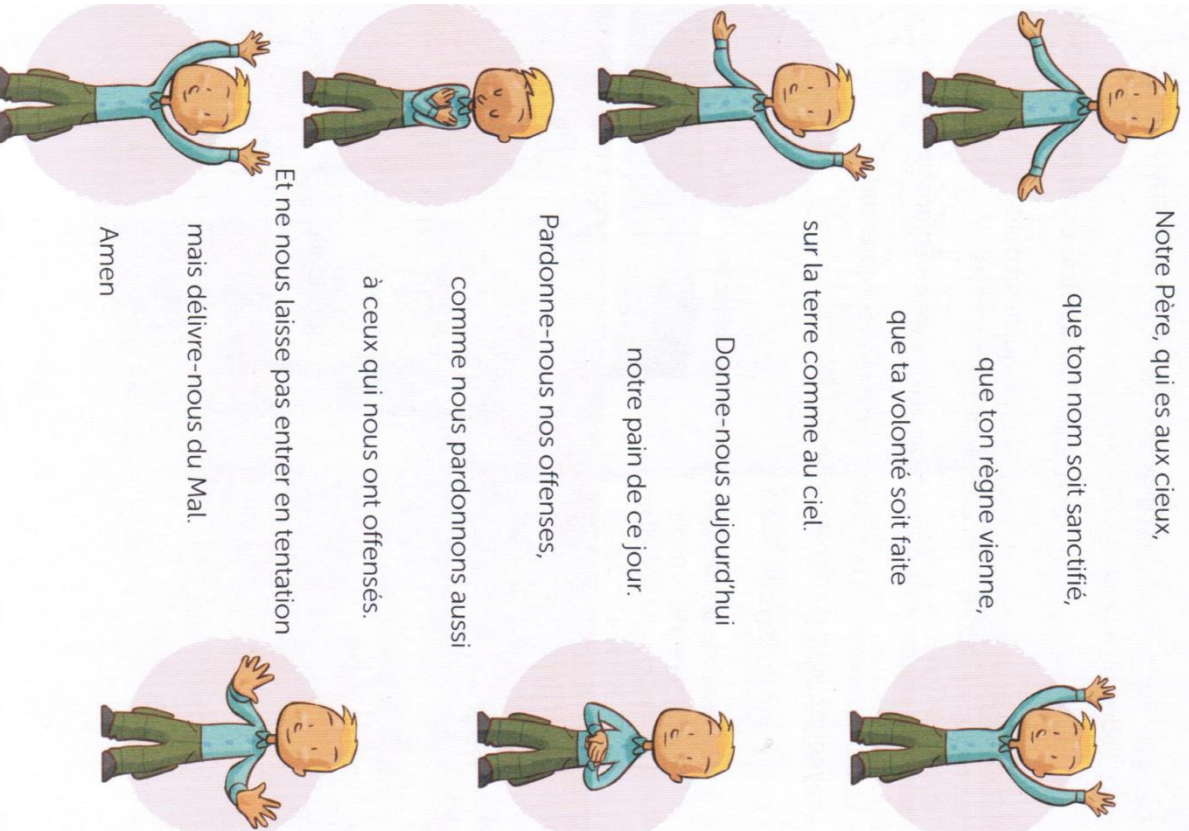 Notre Père, qui es aux cieux,
que ton nom soit sanctifié,
que ton règne vienne,
que ta volonté soit faite
sur la terre comme au ciel.
Donne-nous aujourd'hui
notre pain de ce jour.
Pardonne-nous nos offenses,
comme nous pardonnons aussi
à ceux qui nous ont offensés.
Et ne nous laisse pas entrer en tentation
mais délivre-nous du Mal.
Amen